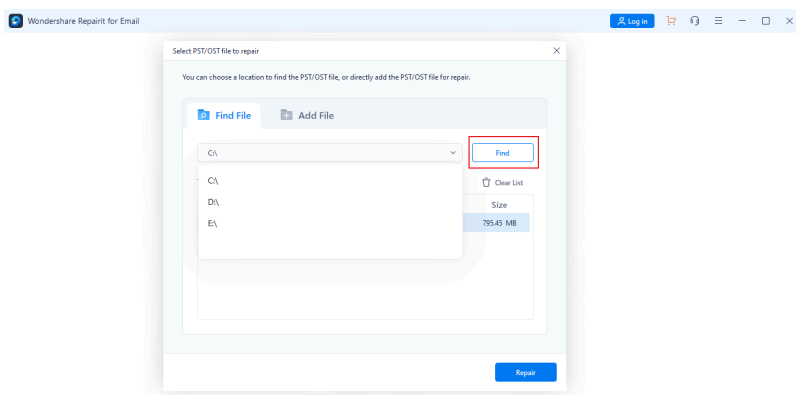 Wondershare Repairit for Email
Log in
Select PST/OST file to repair
You can choose a location to find the PST/OST file, or directly add the PST/OST file for repair.
Find File
Add File
C:\
Find
C:\
D:\
E:\
Clear List
Size
795.45 MB
Repair